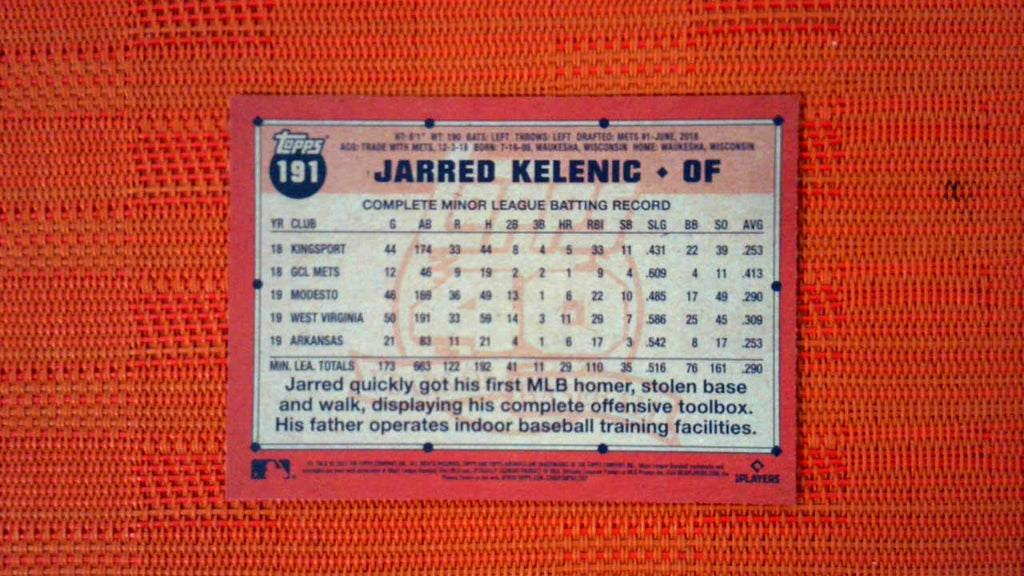 Topps
191
HT: 6'1" WT: 190 BATS: LEFT THROWS: LEFT DRAFTED: METS #1-JUNE, 2018
ACQ: TRADE WITH METS, 12-3-18 BORN: 7-16-99, WAUKESHA, WISCONSIN HOME: WAUKESHA, WISCONSIN
JARRED KELENIC • OF
COMPLETE MINOR LEAGUE BATTING RECORD
YR CLUB G AB R H 2B 3B HR RBI SB SLG BB SO AVG
18 KINGSPORT 44 174 33 44 8 4 5 33 11 .431 22 39 .253
18 GCL METS 12 46 9 19 2 2 1 9 4 .609 4 11 .413
19 MODESTO 46 169 36 49 13 1 6 22 10 .485 17 49 .290
19 WEST VIRGINIA 50 191 33 59 14 3 11 29 7 .586 25 45 .309
19 ARKANSAS 21 83 11 21 4 1 6 17 3 .542 8 17 .253
MIN. LEA. TOTALS 173 663 122 192 41 11 29 110 35 .516 76 161 .290
Jarred quickly got his first MLB homer, stolen base
and walk, displaying his complete offensive toolbox.
His father operates indoor baseball training facilities.
PLAYERS